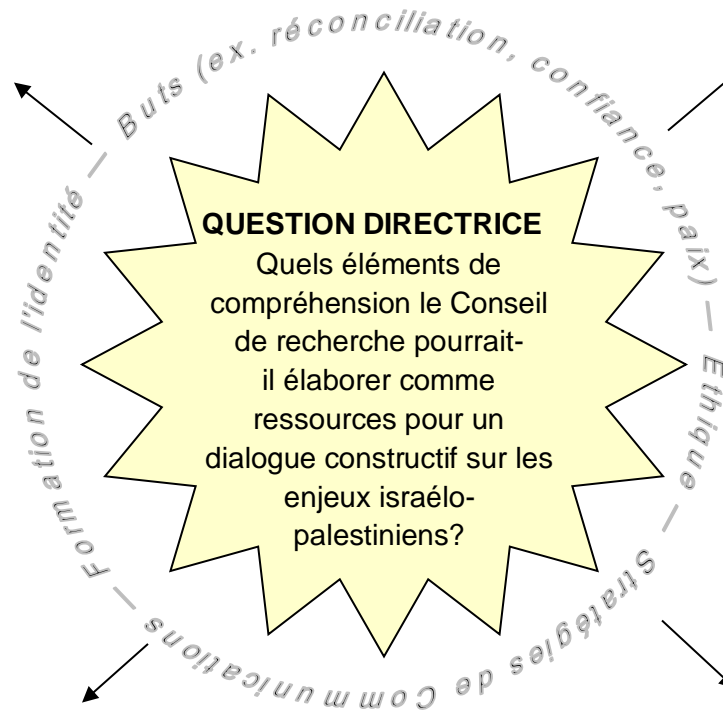 Buts (ex. réconciliation, confiance, paix) — Ethique — Stratégies de Communications — Formation de l'identité —
QUESTION DIRECTRICE
Quels éléments de
compréhension le Conseil
de recherche pourrait-
il élaborer comme
ressources pour un
dialogue constructif sur les
enjeux israélo-
palestiniens?